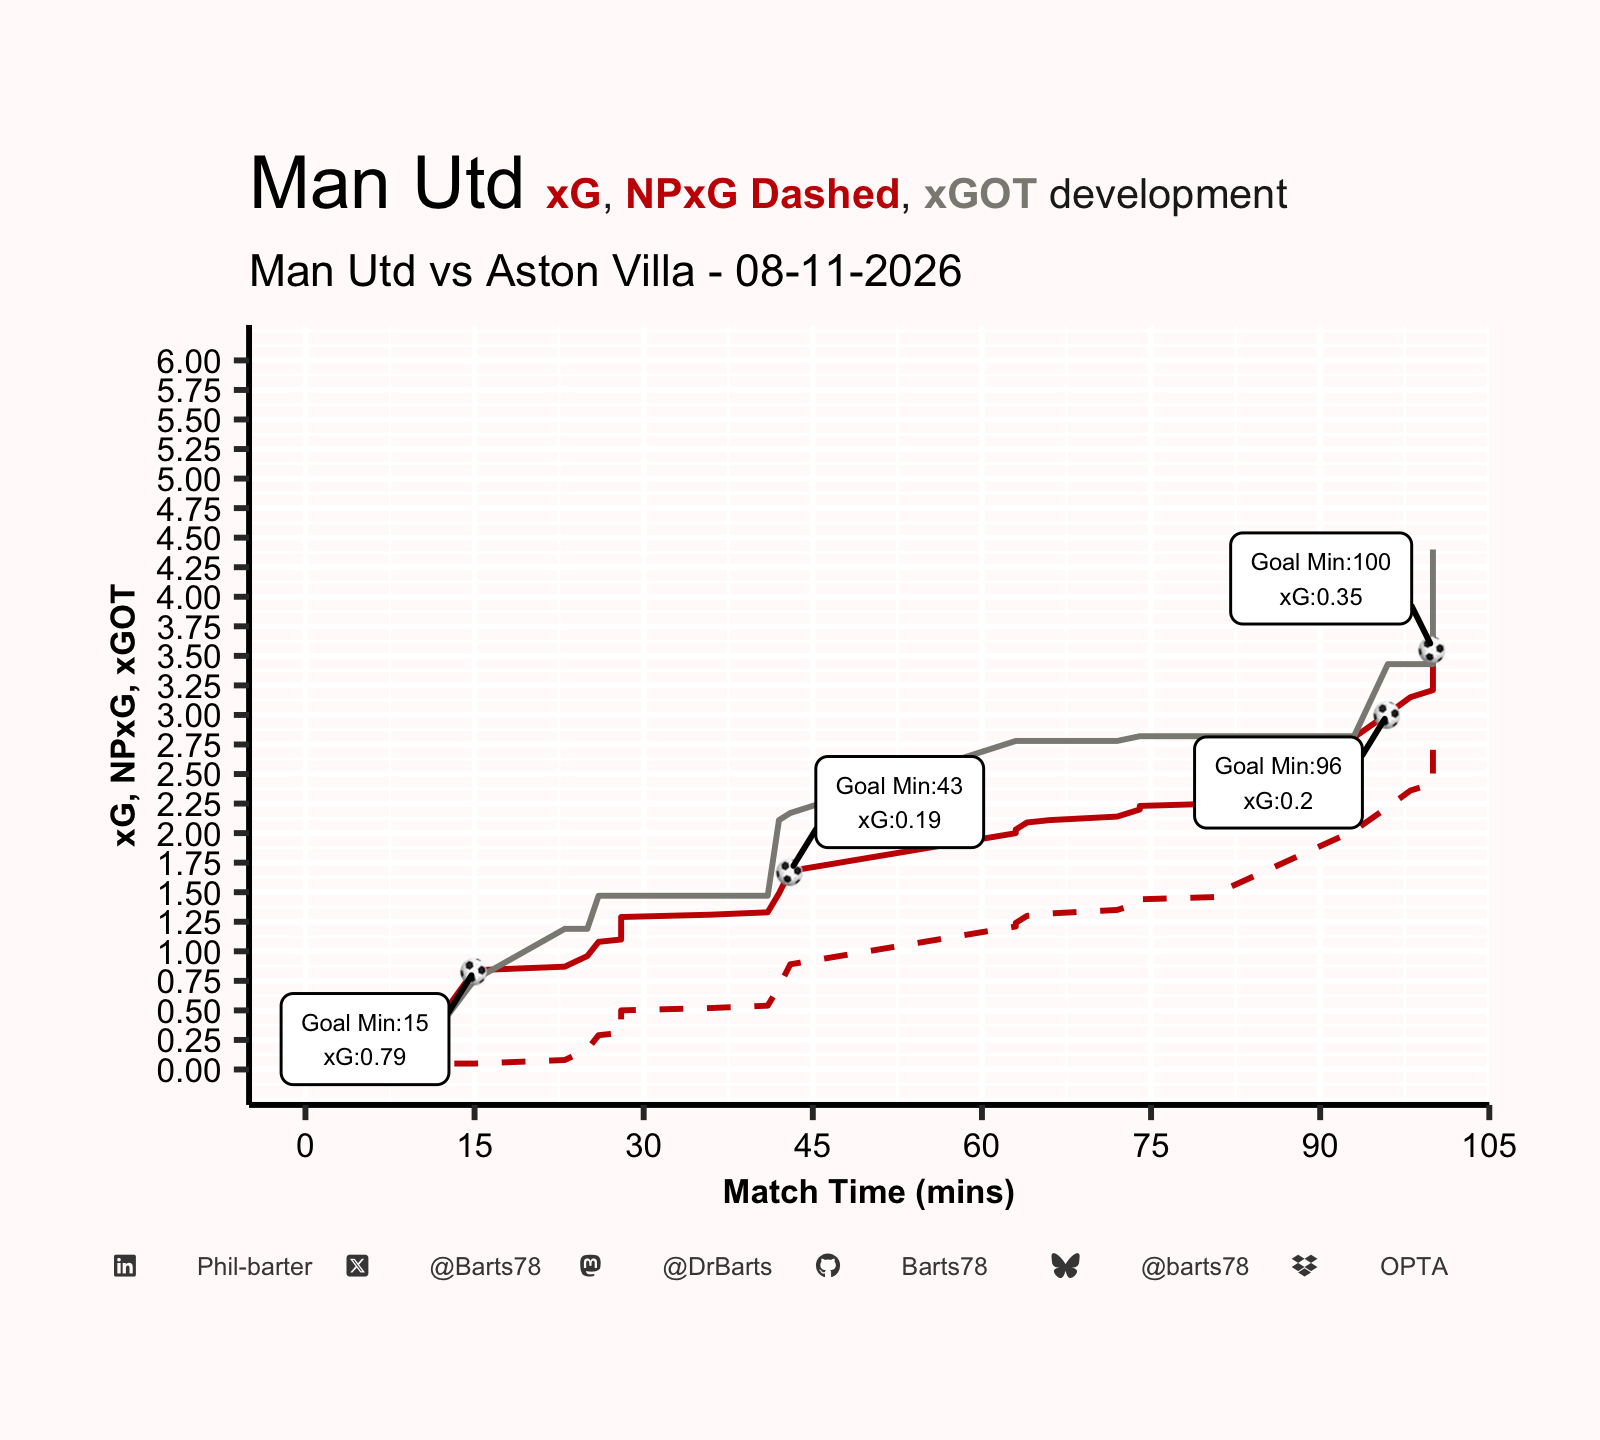 Man Utd xG, NPxG Dashed, xGOT development
Man Utd vs Aston Villa - 08-11-2026
6.00
5.75
5.50
5.25
5.00
4.75
4.50
4.25
4.00
3.75
3.50
3.25
3.00
2.75
2.50
2.25
2.00
1.75
1.50
1.25
1.00
0.75
0.50
0.25
0.00
xG, NPxG, xGOT
Goal Min:100
xG:0.35
Goal Min:96
xG:0.2
Goal Min:43
xG:0.19
Goal Min:15
xG:0.79
0 15 30 45 60 75 90 105
Match Time (mins)
Phil-barter @Barts78 @DrBarts Barts78 @barts78 OPTA